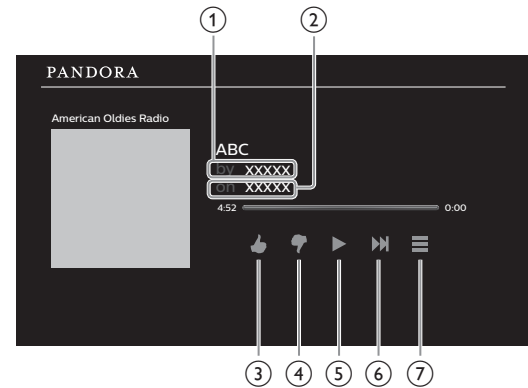 ① ②
PANDORA
American Oldies Radio
ABC
by xxxxx
on xxxxx
4:52 0:00
③ ④ ⑤ ⑥ ⑦